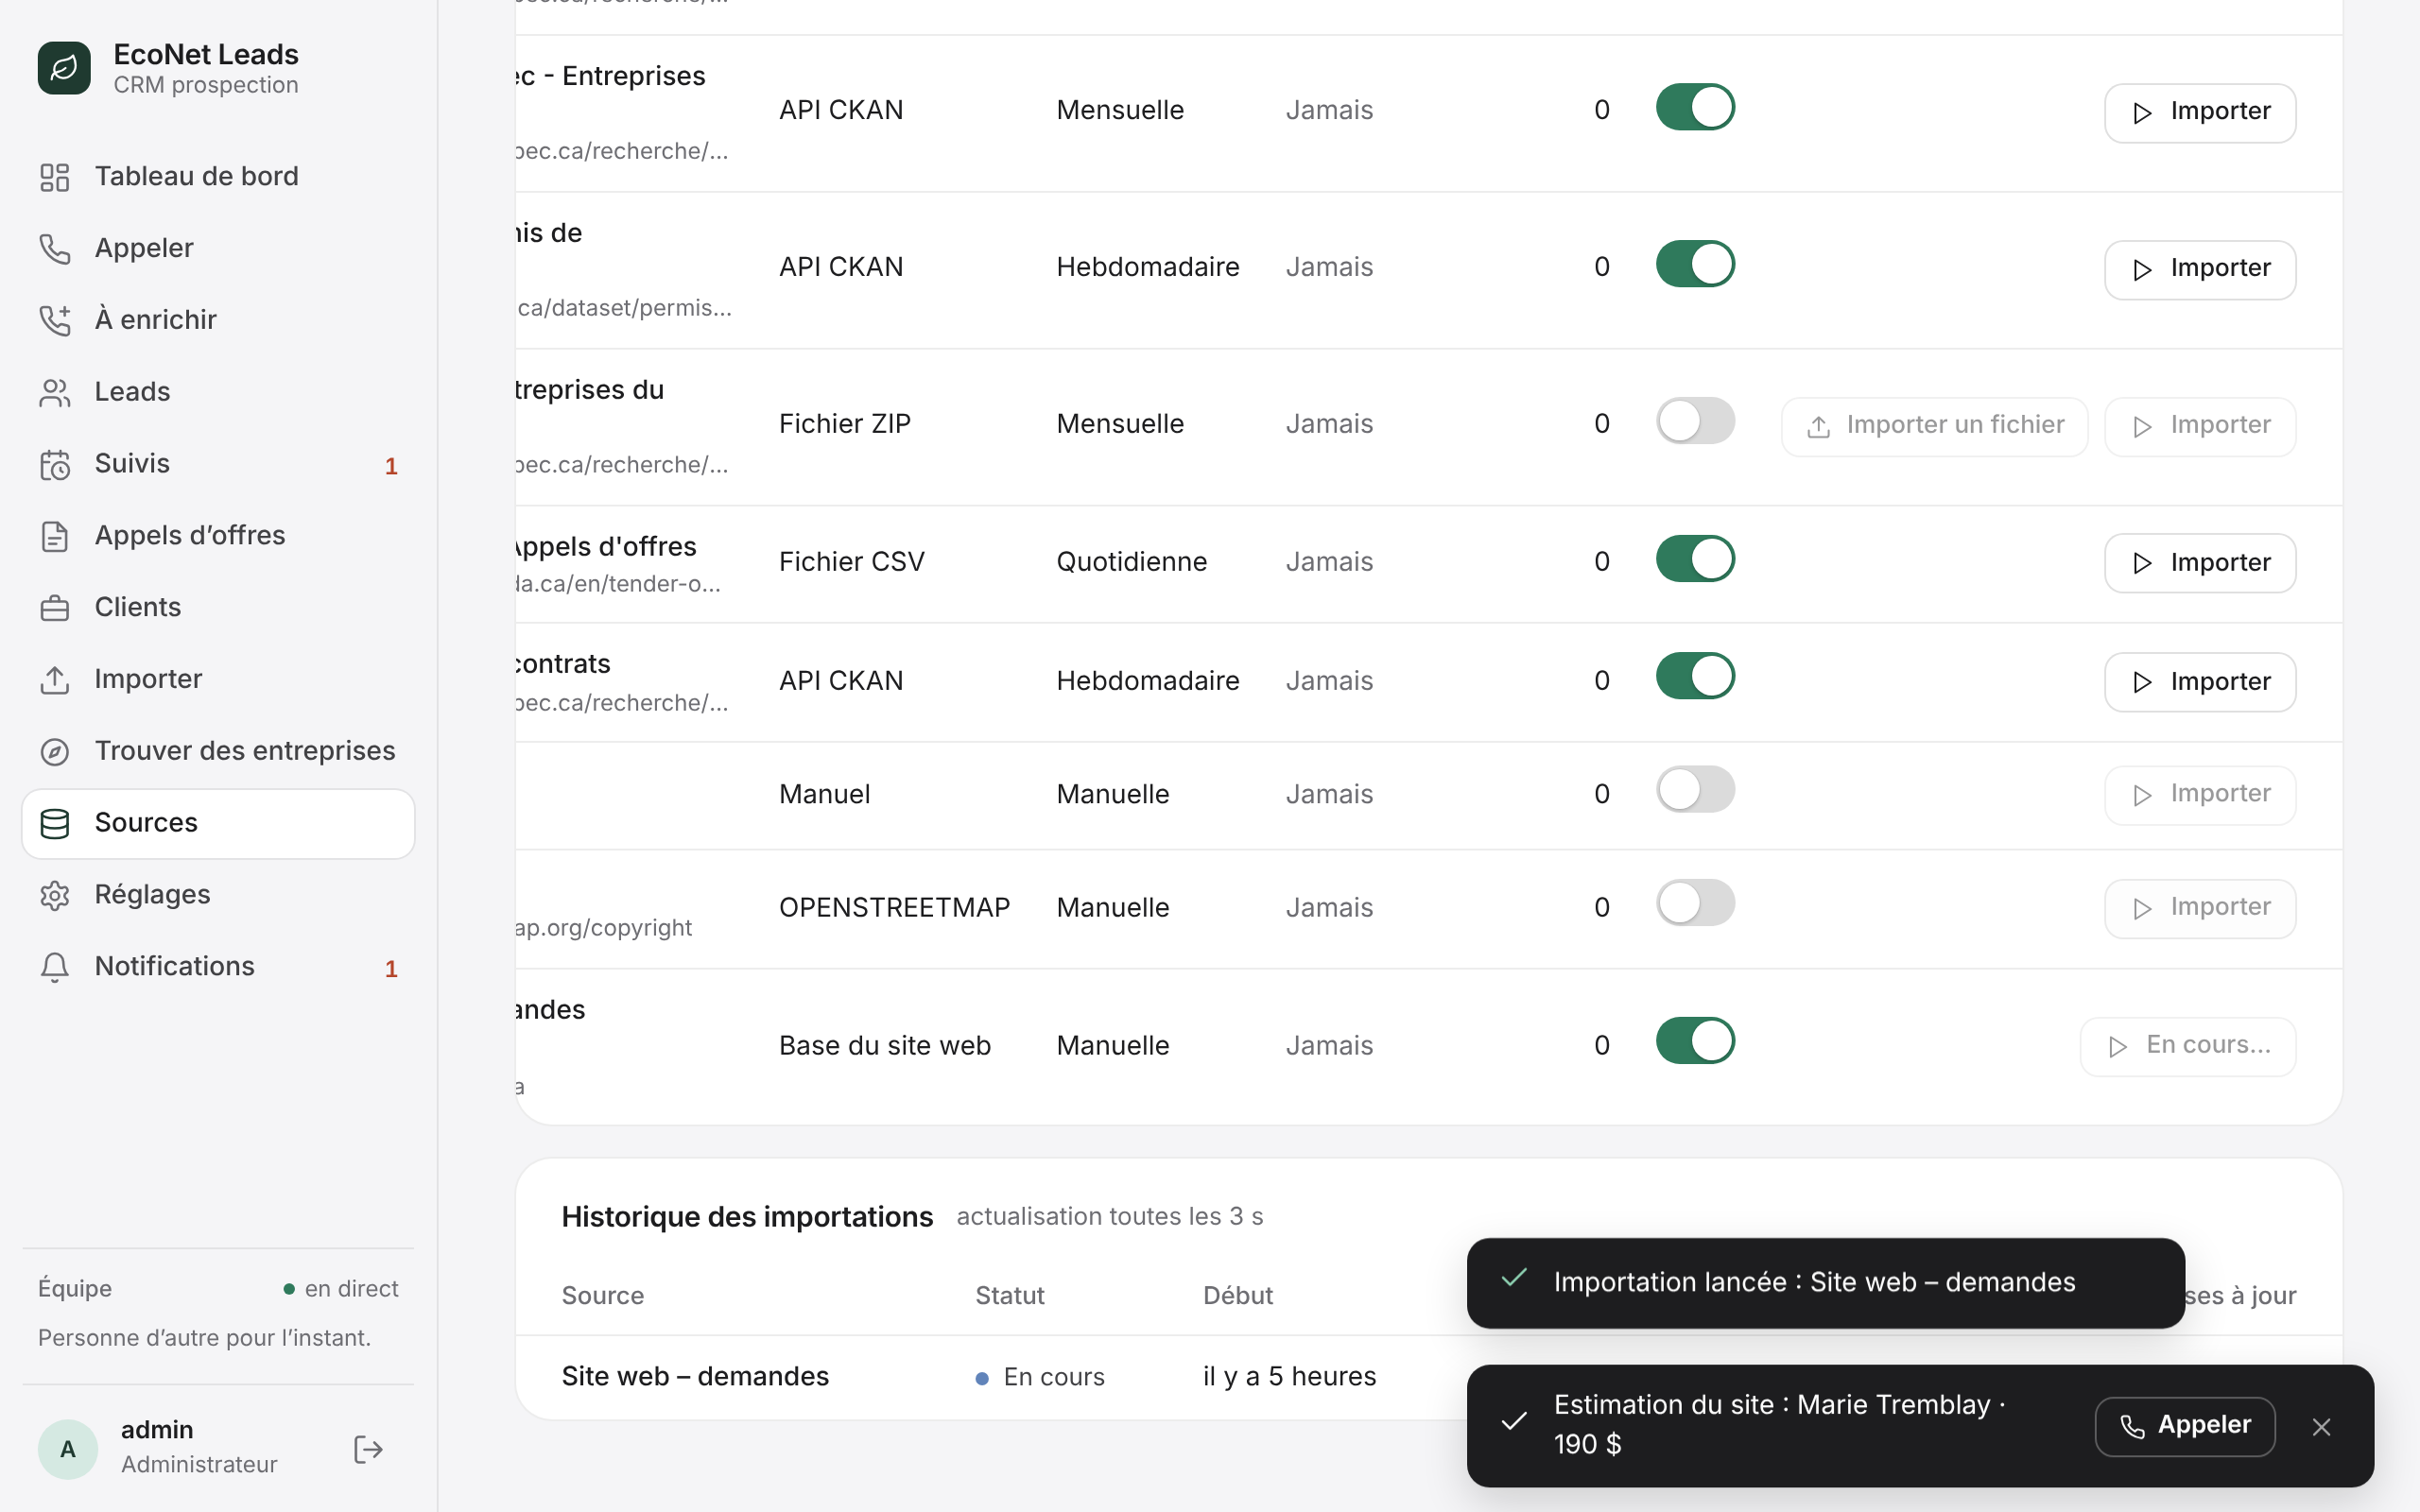 EcoNet Leads
CRM prospection
Tableau de bord
Appeler
À enrichir
Leads
Suivis 1
Appels d’offres
Clients
Importer
Trouver des entreprises
Sources
Réglages
Notifications 1
Équipe en direct
Personne d’autre pour l’instant.
A
admin
Administrateur
ec - Entreprises
API CKAN Mensuelle Jamais 0 Importer
bec.ca/recherche/...
is de
API CKAN Hebdomadaire Jamais 0 Importer
ca/dataset/permis...
treprises du
Fichier ZIP Mensuelle Jamais 0 Importer un fichier Importer
bec.ca/recherche/...
Appels d'offres
Fichier CSV Quotidienne Jamais 0 Importer
da.ca/en/tender-o...
contrats
API CKAN Hebdomadaire Jamais 0 Importer
bec.ca/recherche/...
Manuel Manuelle Jamais 0 Importer
OPENSTREETMAP Manuelle Jamais 0 Importer
ap.org/copyright
andes
Base du site web Manuelle Jamais 0 En cours...
a
Historique des importations actualisation toutes les 3 s
Source Statut Début ses à jour
Site web – demandes En cours il y a 5 heures
Importation lancée : Site web – demandes
Estimation du site : Marie Tremblay ·
190 $
Appeler